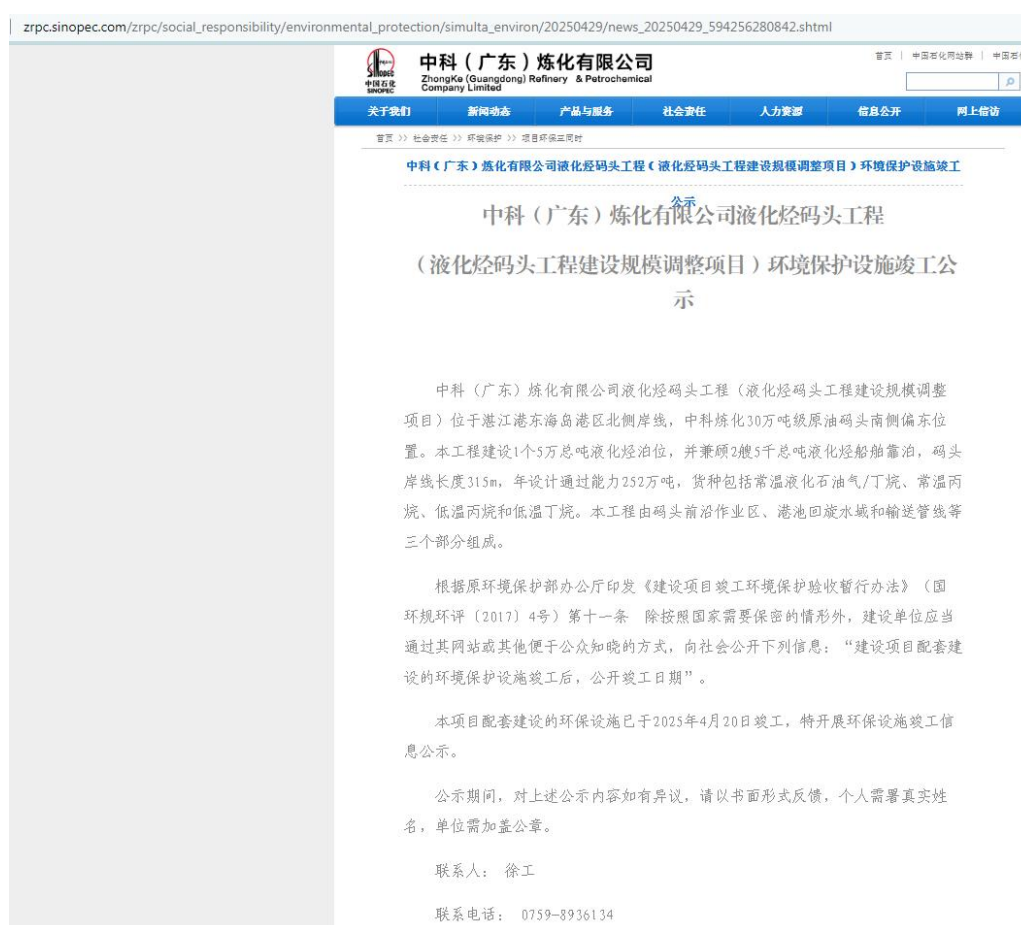 zrpc.sinopec.com/zrpc/social_responsibility/environmental_protection/simulta_environ/20250429/news_20250429_594256280842.shtml
首页 | 中国石化网站群 | 中国石
中国石化
SINOPEC
中科（广东）炼化有限公司
ZhongKe (Guangdong) Refinery & Petrochemical
Company Limited
关于我们 新闻动态 产品与服务 社会责任 人力资源 信息公开 网上信访
首页 >> 社会责任 >> 环境保护 >> 项目环保三同时
中科（广东）炼化有限公司液化烃码头工程（液化烃码头工程建设规模调整项目）环境保护设施竣工
公示
中科（广东）炼化有限公司液化烃码头工程
（液化烃码头工程建设规模调整项目）环境保护设施竣工公
示
中科（广东）炼化有限公司液化烃码头工程（液化烃码头工程建设规模调整
项目）位于湛江港东海岛港区北侧岸线，中科炼化30万吨级原油码头南侧偏东位
置。本工程建设1个5万总吨液化烃泊位，并兼顾2艘5千总吨液化烃船舶靠泊，码头
岸线长度315m，年设计通过能力252万吨，货种包括常温液化石油气/丁烷、常温丙
烷、低温丙烷和低温丁烷。本工程由码头前沿作业区、港池回旋水域和输送管线等
三个部分组成。
根据原环境保护部办公厅印发《建设项目竣工环境保护验收暂行办法》（国
环规环评〔2017〕4号）第十一条 除按照国家需要保密的情形外，建设单位应当
通过其网站或其他便于公众知晓的方式，向社会公开下列信息：“建设项目配套建
设的环境保护设施竣工后，公开竣工日期”。
本项目配套建设的环保设施已于2025年4月20日竣工，特开展环保设施竣工信
息公示。
公示期间，对上述公示内容如有异议，请以书面形式反馈，个人需署真实姓
名，单位需加盖公章。
联系人： 徐工
联系电话： 0759-8936134